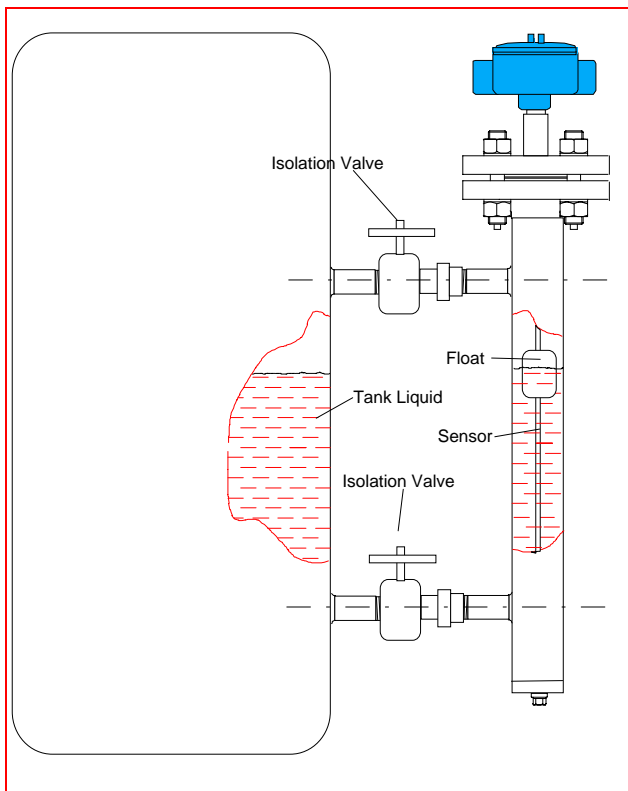 Isolation Valve
Float
Tank Liquid
Sensor
Isolation Valve